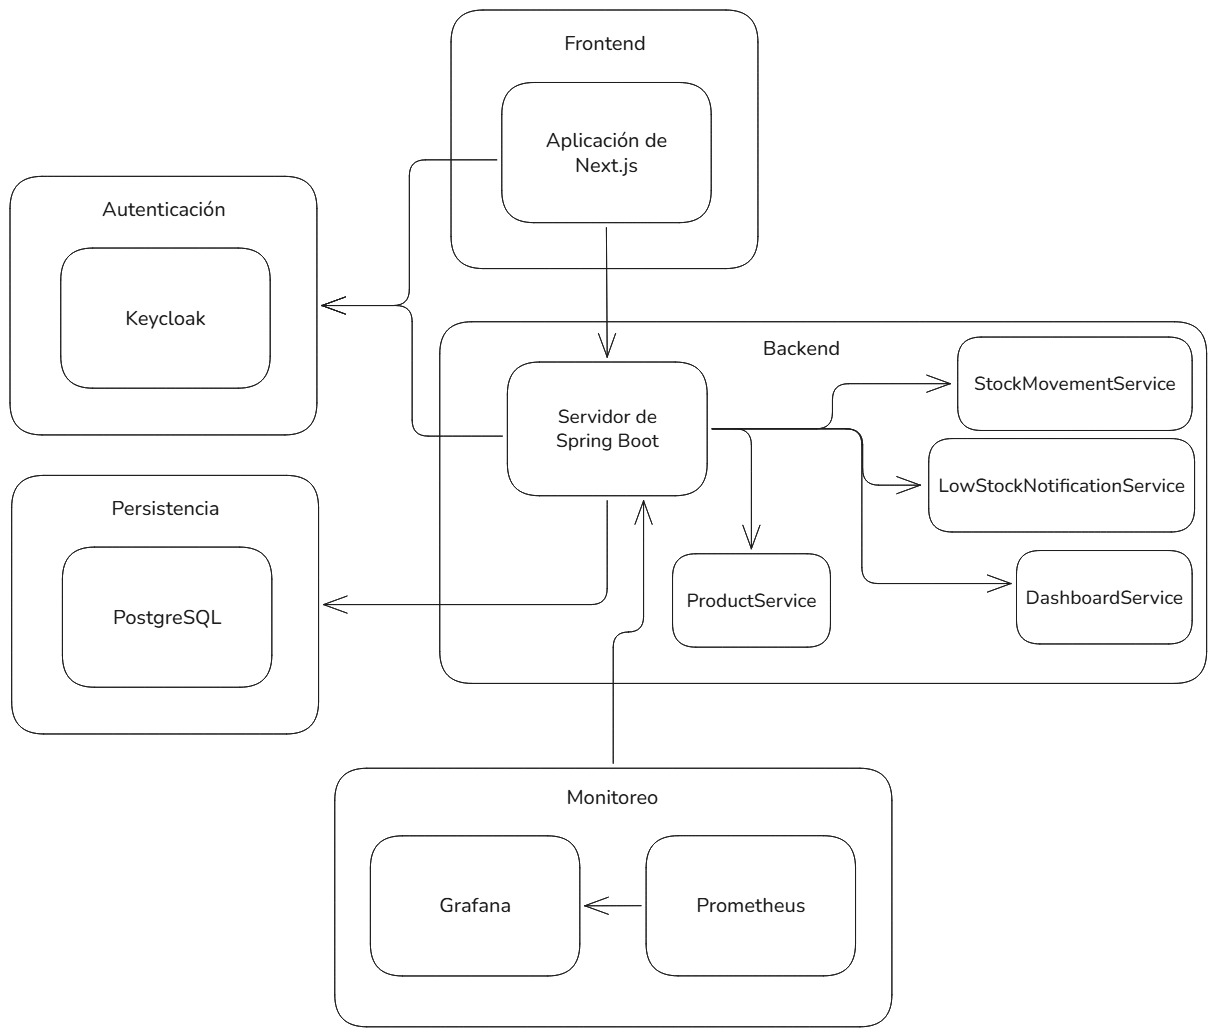 Frontend
Aplicación de
Next.js
Autenticación
Keycloak
Backend
Servidor de
Spring Boot
StockMovementService
LowStockNotificationService
DashboardService
ProductService
Persistencia
PostgreSQL
Monitoreo
Grafana
Prometheus